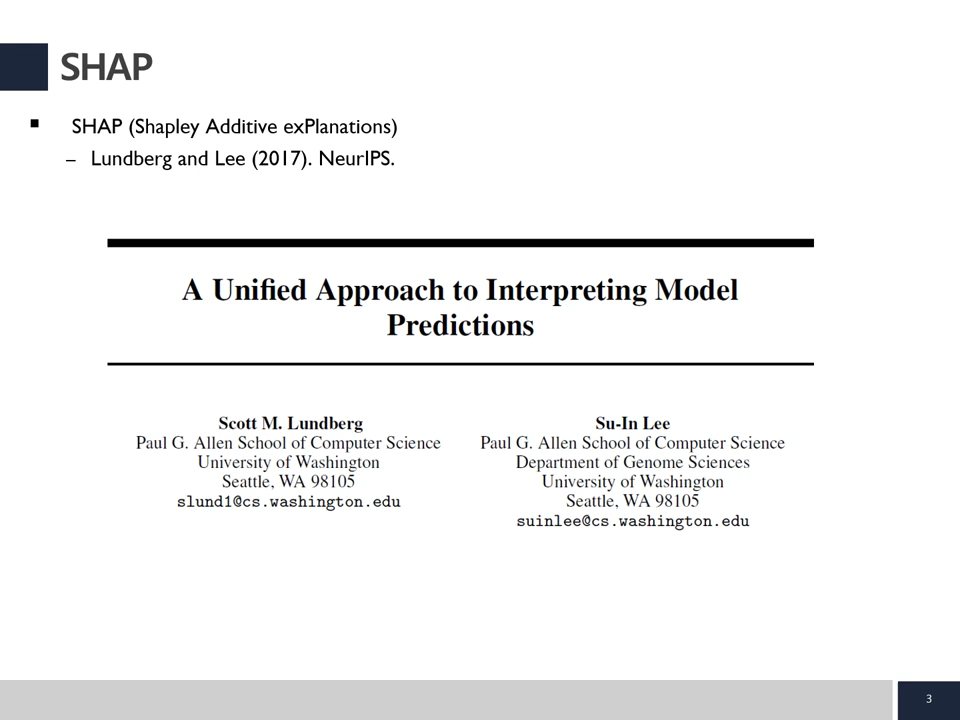 SHAP
▪ SHAP (Shapley Additive exPlanations)
– Lundberg and Lee (2017). NeurIPS.
A Unified Approach to Interpreting Model
Predictions
Scott M. Lundberg
Paul G. Allen School of Computer Science
University of Washington
Seattle, WA 98105
slund1@cs.washington.edu
Su-In Lee
Paul G. Allen School of Computer Science
Department of Genome Sciences
University of Washington
Seattle, WA 98105
suinlee@cs.washington.edu
3